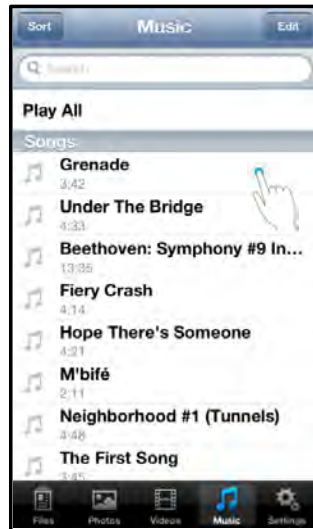 Sort Music Edit
Search
Play All
Songs
Grenade
3:42
Under The Bridge
4:33
Beethoven: Symphony #9 In...
13:35
Fiery Crash
4:14
Hope There's Someone
4:21
M'bifé
2:11
Neighborhood #1 (Tunnels)
4:48
The First Song
3:45
Files Photos Videos Music Settings